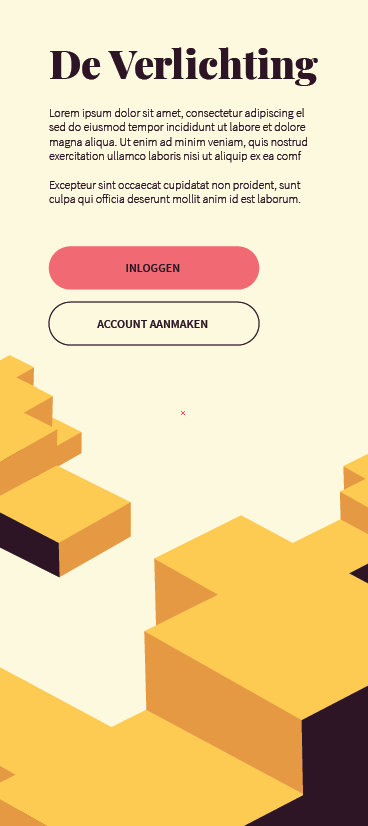 De Verlichting
Lorem ipsum dolor sit amet, consectetur adipiscing el
sed do eiusmod tempor incididunt ut labore et dolore
magna aliqua. Ut enim ad minim veniam, quis nostrud
exercitation ullamco laboris nisi ut aliquip ex ea comf
Excepteur sint occaecat cupidatat non proident, sunt
culpa qui officia deserunt mollit anim id est laborum.
INLOGGEN
ACCOUNT AANMAKEN